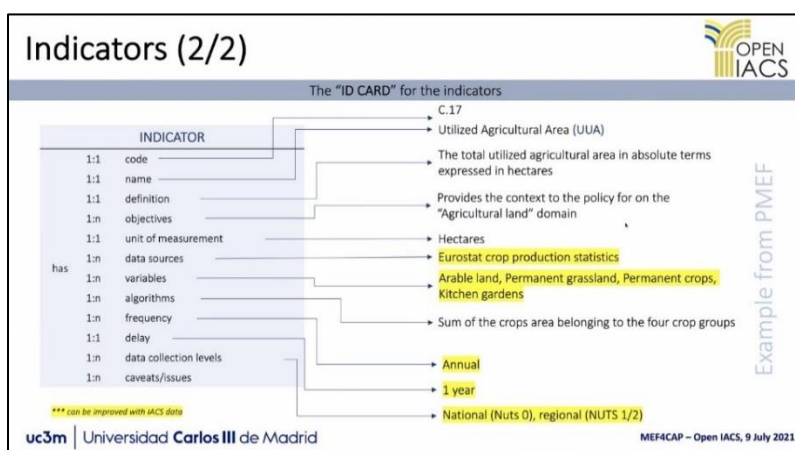 Indicators (2/2)
OPEN
IACS
The "ID CARD" for the indicators
INDICATOR
has
1:1 code
1:1 name
1:1 definition
1:n objectives
1:1 unit of measurement
1:n data sources
1:n variables
1:n algorithms
1:n frequency
1:1 delay
1:n data collection levels
1:n caveats/issues
C.17
Utilized Agricultural Area (UUA)
The total utilized agricultural area in absolute terms
expressed in hectares
Provides the context to the policy for on the
"Agricultural land" domain
Hectares
Eurostat crop production statistics
Arable land, Permanent grassland, Permanent crops,
Kitchen gardens
Sum of the crops area belonging to the four crop groups
Annual
1 year
National (Nuts 0), regional (NUTS 1/2)
Example from PMEF
*** can be improved with IACS data
uc3m | Universidad Carlos III de Madrid
MEF4CAP – Open IACS, 9 July 2021